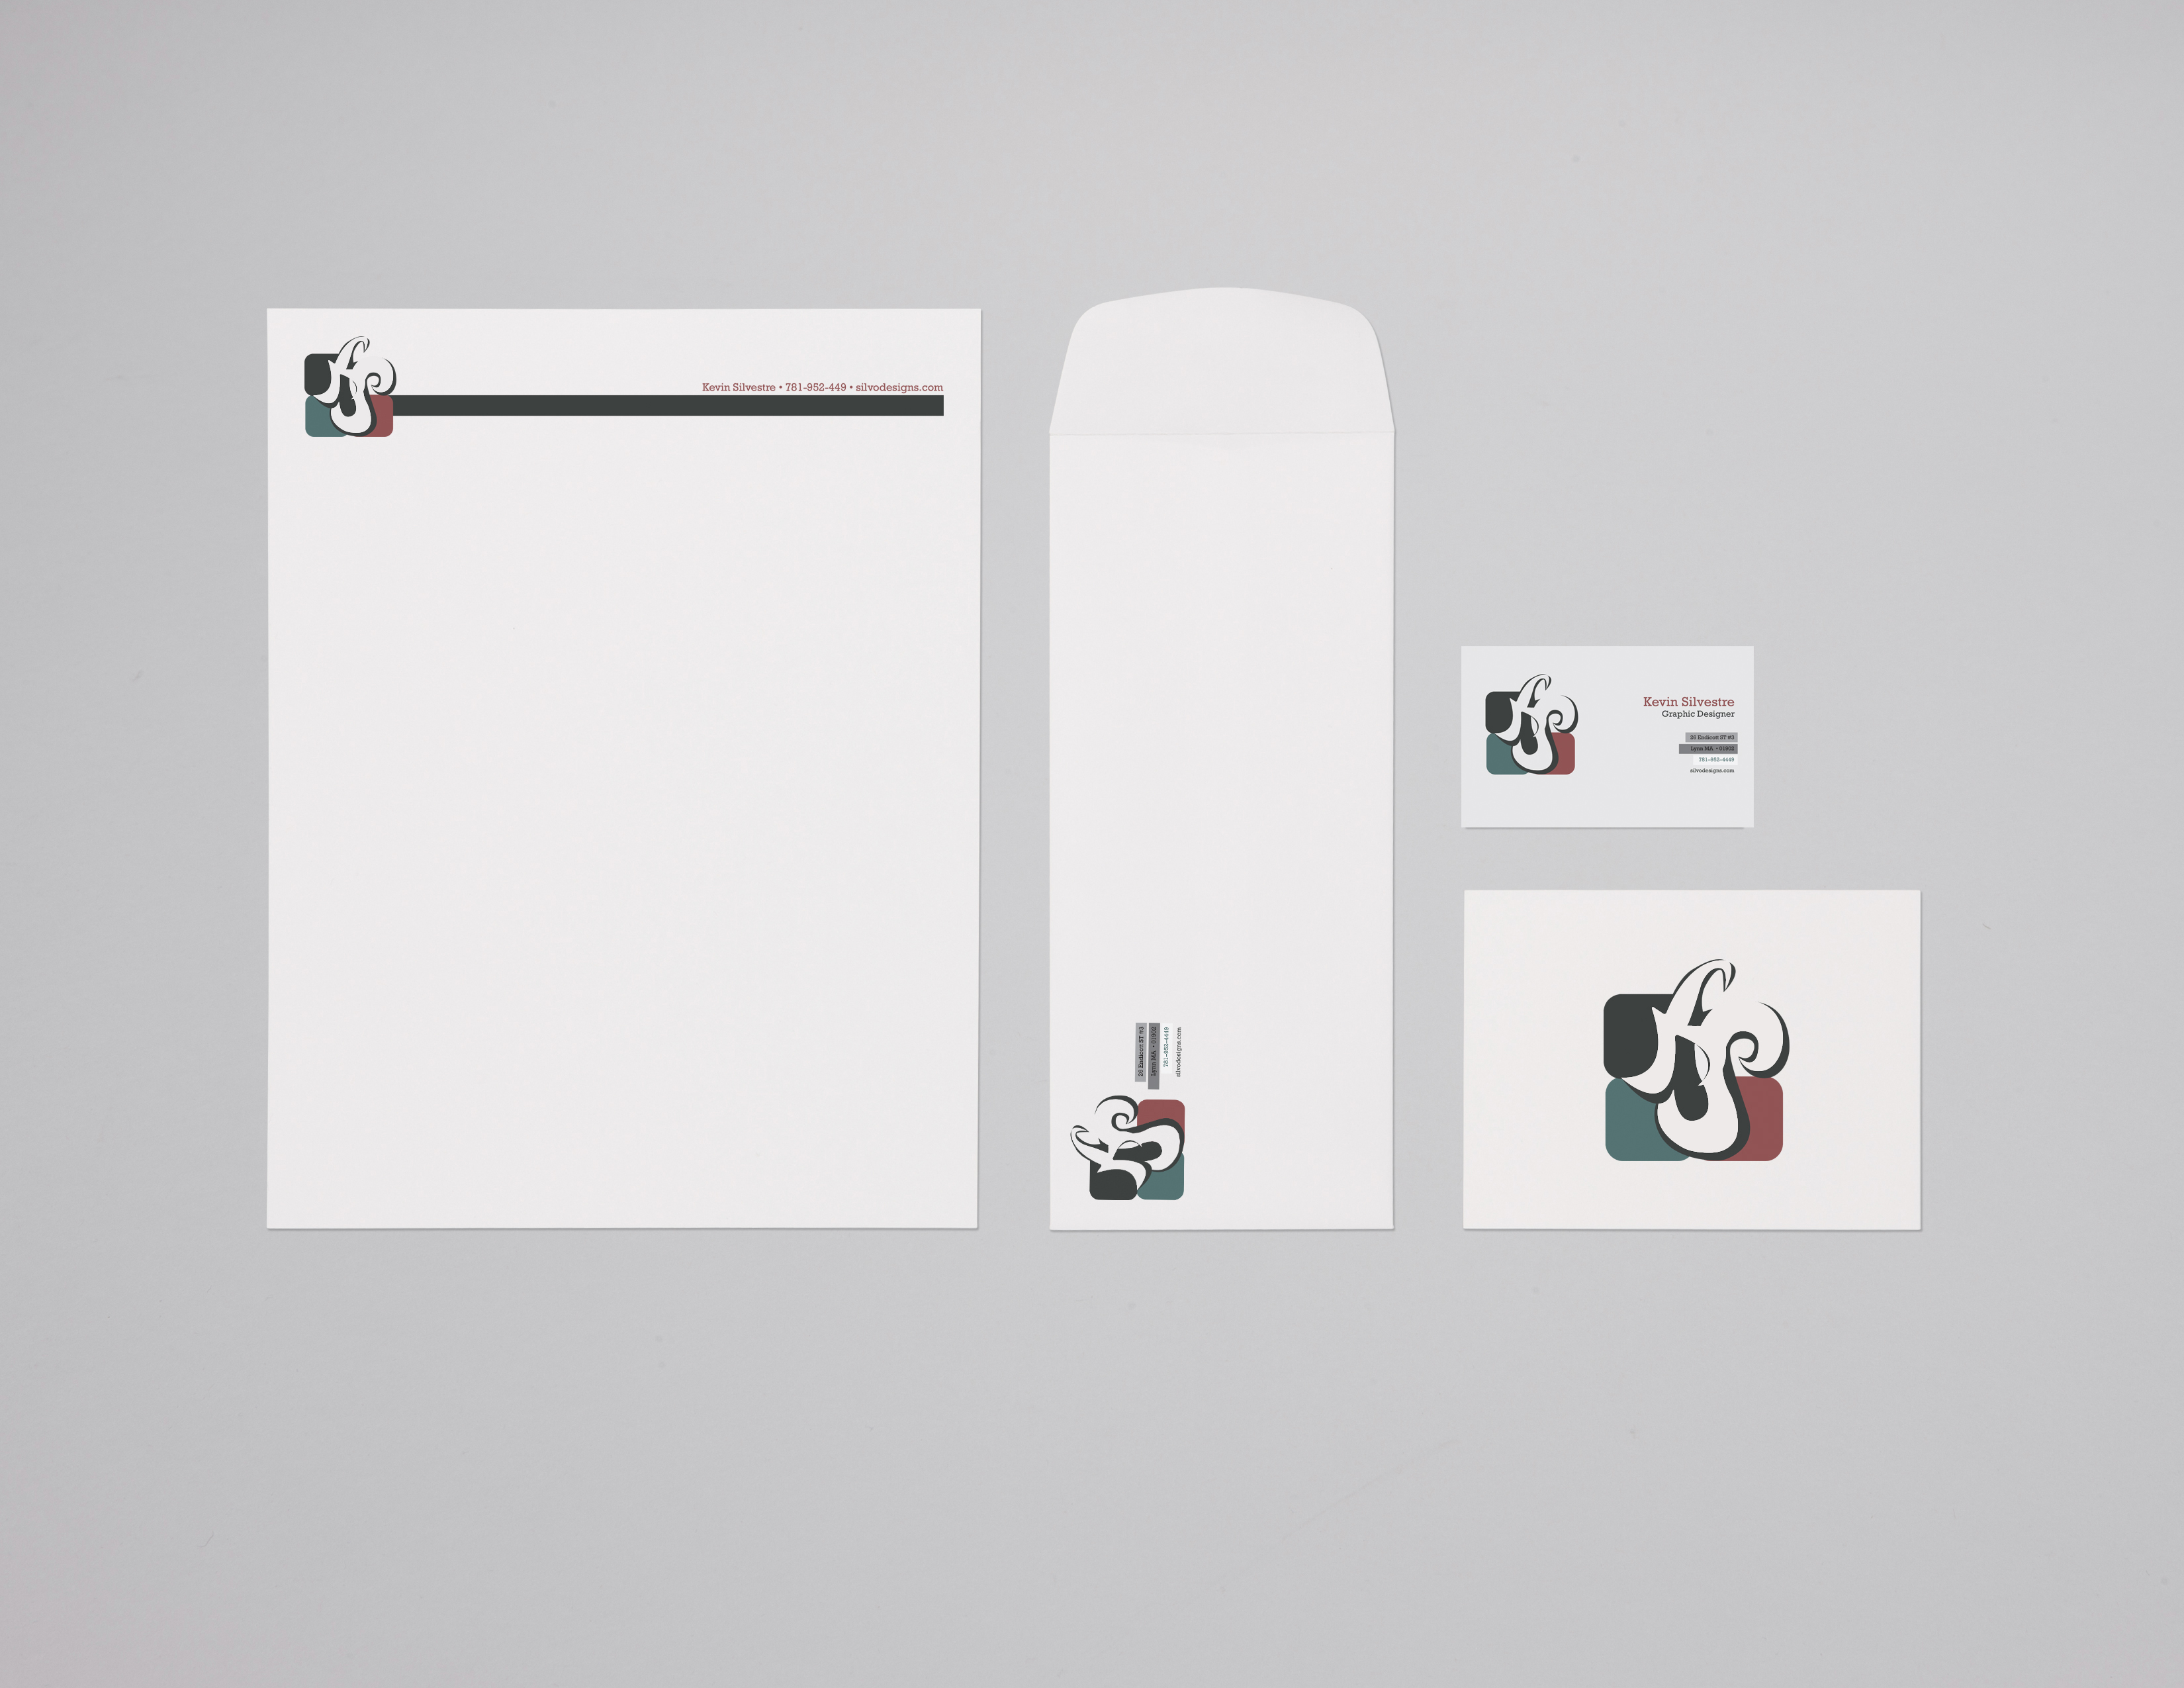 Kevin Silvestre • 781-952-449 • silvodesigns.com
26 Endicott ST #3
Lynn MA • 01902
781-952-4449
silvodesigns.com
Kevin Silvestre
Graphic Designer
26 Endicott ST #3
Lynn MA • 01902
781-952-4449
silvodesigns.com